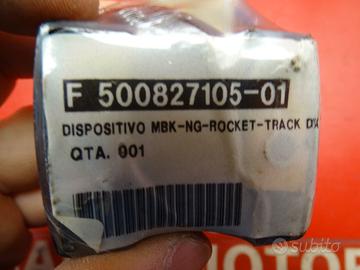 F 500827105-01
DISPOSITIVO MBK-NG-ROCKET-TRACK
QTA. 001
subito